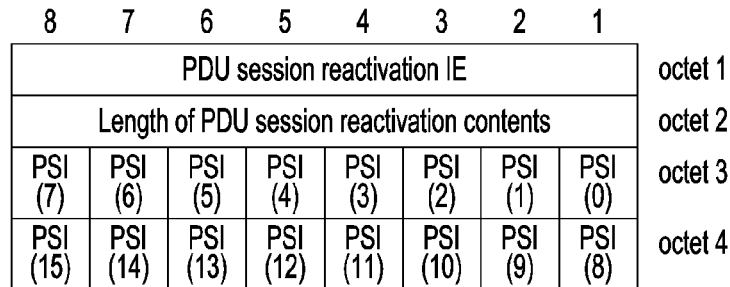 8 7 6 5 4 3 2 1
PDU session reactivation IE octet 1
Length of PDU session reactivation contents octet 2
PSI PSI PSI PSI PSI PSI PSI PSI octet 3
(7) (6) (5) (4) (3) (2) (1) (0)
PSI PSI PSI PSI PSI PSI PSI PSI octet 4
(15) (14) (13) (12) (11) (10) (9) (8)